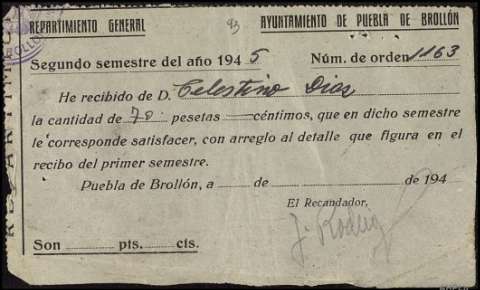 REPARTIMIENTO GENERAL
AYUNTAMIENTO DE PUEBLA DE BROLLÓN
Segundo semestre del año 1945 Núm. de orden 1163
He recibido de D. Celestino Dias
la cantidad de 70 pesetas céntimos, que en dicho semestre
le corresponde satisfacer, con arreglo al detalle que figura en el
recibo del primer semestre.
Puebla de Brollón, a de de 194
El Recandador,
Son pts. cts.